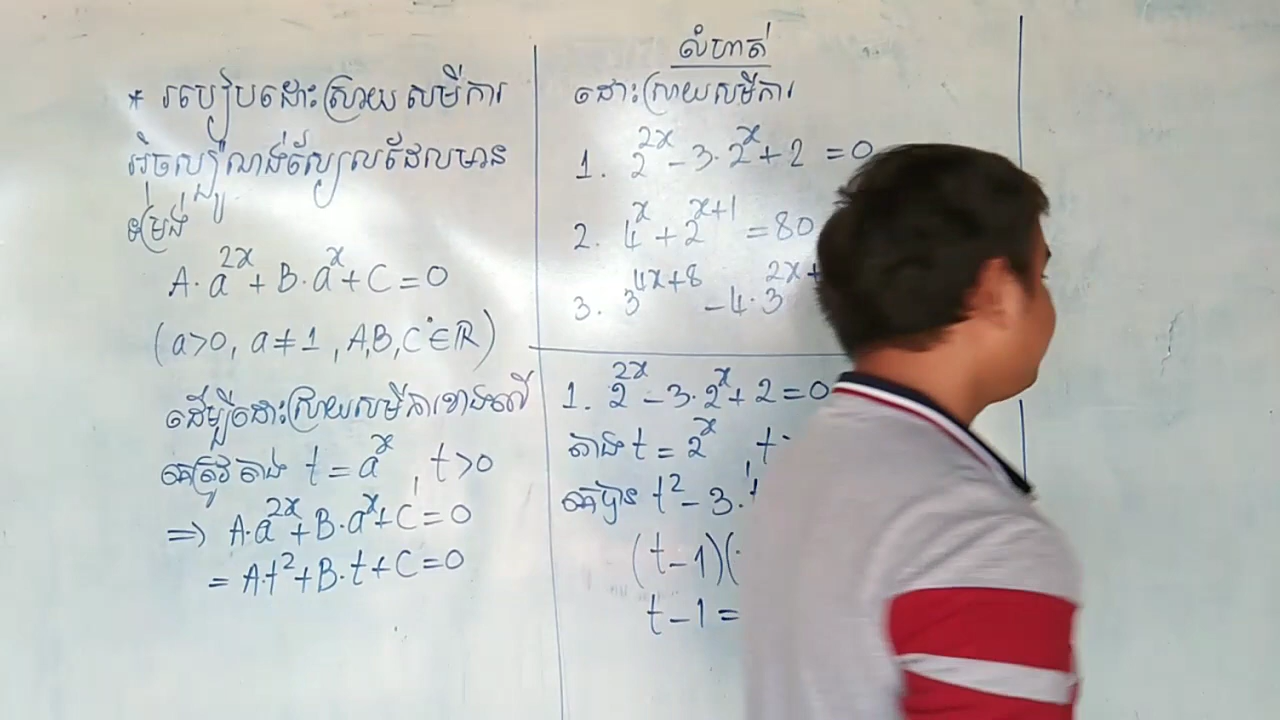 * របៀបដោះស្រាយសមីការ
អិចស្ប៉ូណង់ស្យែលដែលមាន
ទម្រង់
A·a^{2x} + B·a^x + C = 0
(a>0, a≠1, A,B,C∈ℝ)
ដើម្បីដោះស្រាយសមីការខាងលើ
គេត្រូវតាង t = a^x , t>0
⇒ A·a^{2x} + B·a^x + C = 0
= A·t² + B·t + C = 0
លំហាត់
ដោះស្រាយសមីការ
1. 2^{2x} - 3·2^x + 2 = 0
2. 4^x + 2^{x+1} = 80
3. 3^{4x+8} - 4·3^{2x+
1. 2^{2x} - 3·2^x + 2 = 0
តាង t = 2^x , t
គេបាន t² - 3·
(t-1)(
t-1 =